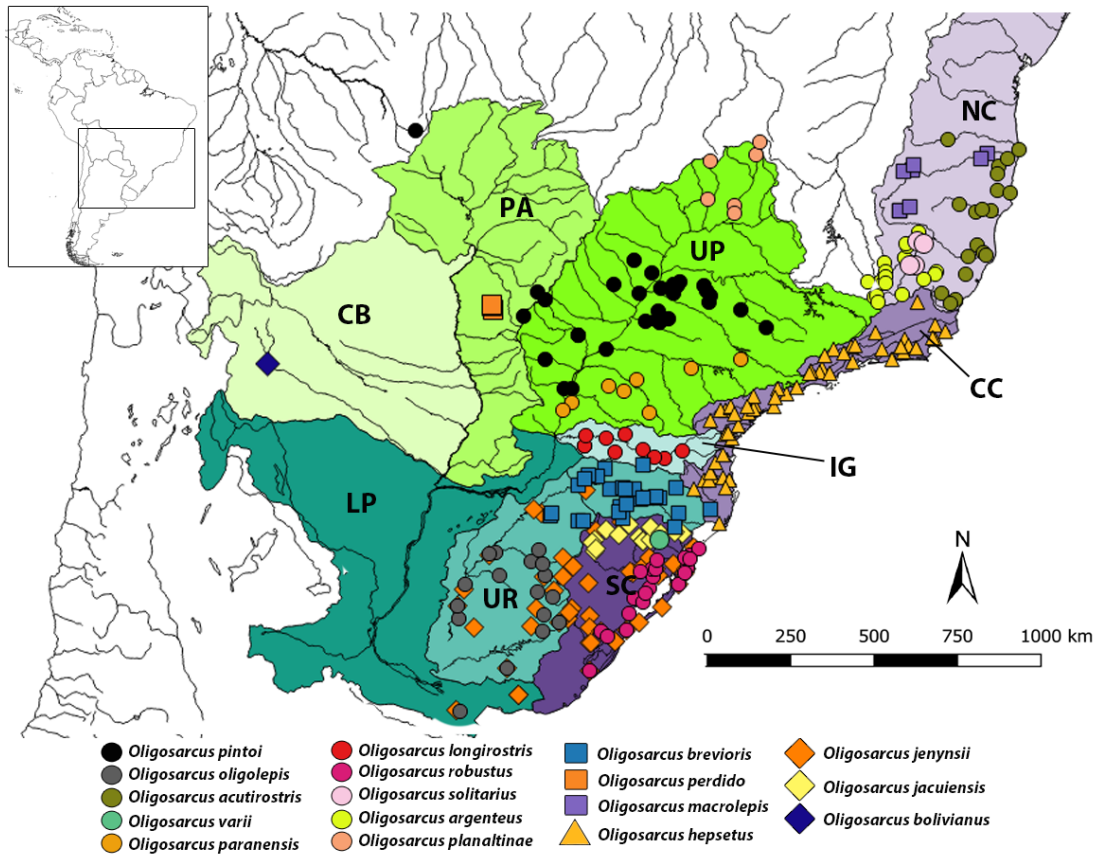 NC
PA
UP
CB
CC
IG
LP
N
UR
SC
0 250 500 750 1000 km
Oligosarcus pintoi
Oligosarcus oligolepis
Oligosarcus acutirostris
Oligosarcus varii
Oligosarcus paranensis
Oligosarcus longirostris
Oligosarcus robustus
Oligosarcus solitarius
Oligosarcus argenteus
Oligosarcus planaltinae
Oligosarcus brevioris
Oligosarcus perdido
Oligosarcus macrolepis
Oligosarcus hepsetus
Oligosarcus jenynsii
Oligosarcus jacuiensis
Oligosarcus bolivianus